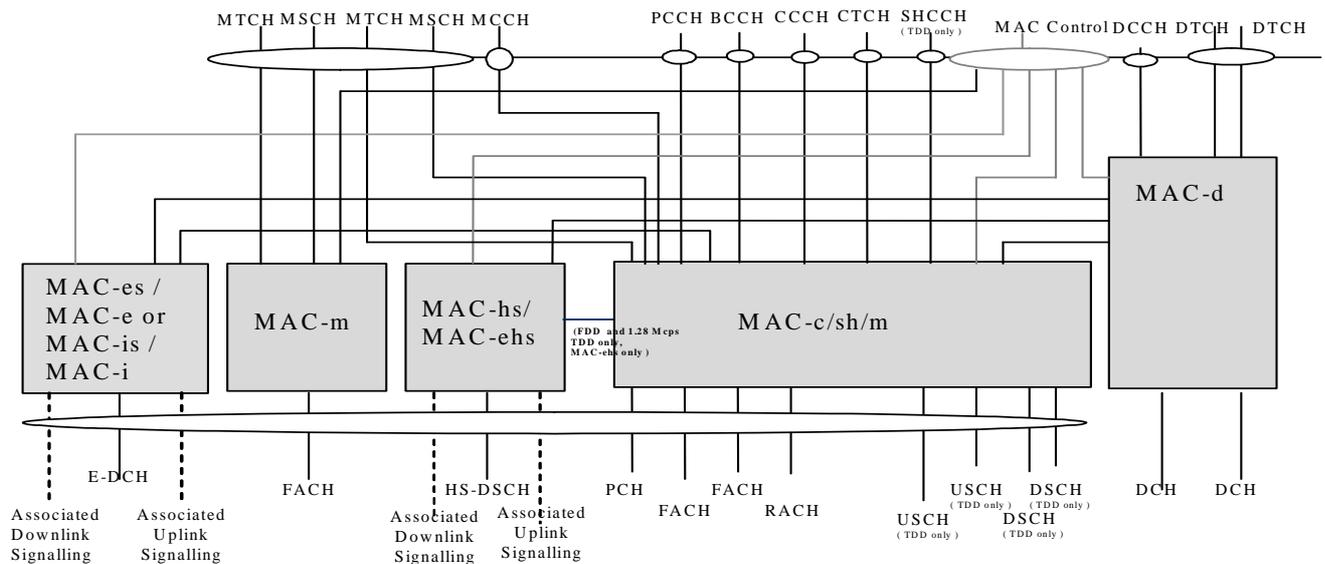 MTCH MSCH MTCH MSCH MCCH PCCH BCCH CCCH CTCH SHCCH MAC Control DCCH DTCH DTCH
( TDD only )
MAC-d
MAC-es /
MAC-e or
MAC-is /
MAC-i
MAC-m
MAC-hs/
MAC-ehs
(FDD and 1.28 Mcps
TDD only,
MAC-ehs only )
MAC-c/sh/m
E-DCH
Associated
Downlink
Signalling
Associated
Uplink
Signalling
FACH
HS-DSCH
Associated
Downlink
Signalling
Associated
Uplink
Signalling
PCH
FACH
FACH
RACH
USCH
( TDD only )
USCH
( TDD only )
DSCH
( TDD only )
DSCH
( TDD only )
DCH
DCH